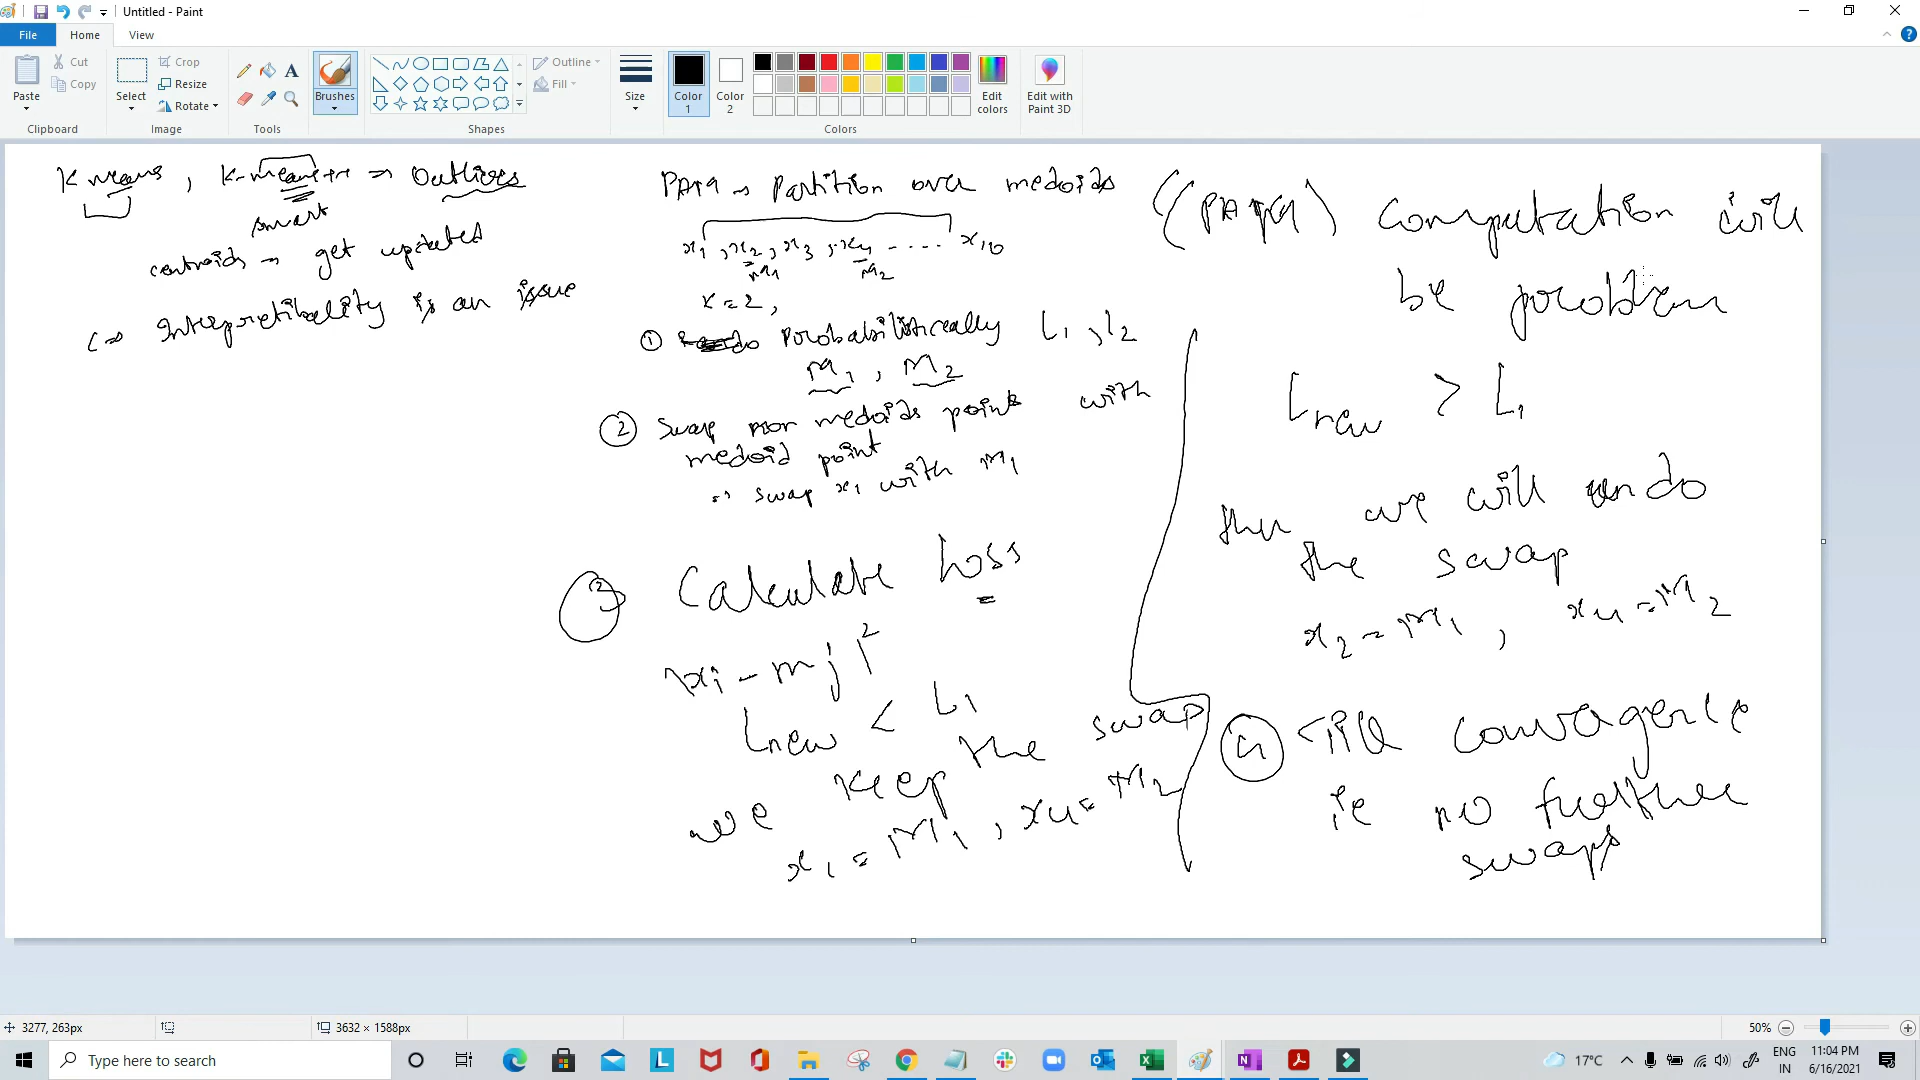 Untitled - Paint
File Home View
Paste
Cut
Copy
Clipboard
Select
Crop
Resize
Rotate
Image
Tools
Brushes
Shapes
Outline
Fill
Size
Color 1
Color 2
Edit colors
Edit with Paint 3D
Colors
K means , K-means++ → Outliers
smart
centroids → get updated
Interpretibality is an issue
PAM → Partition over medoids
x1 , x2 , x3 , x4 ..... x10
m1 M2
K = 2,
① Probabilistically L1 , L2
M1 , M2
② Swap non medoids point with
medoid point
swap x1 with M1
③ Calculate Loss
|xi - mj|²
Lnew < L1
we keep the swap
x1 = M1 , x4 = M2
(PAM) Computation will
be problem
Lnew > L1
then we will undo
the swap
x2 = M1 , x4 = M2
④ Till convergence
ie no further
swaps
3277, 263px
3632 × 1588px
50%
Type here to search
17°C
ENG
IN
11:04 PM
6/16/2021